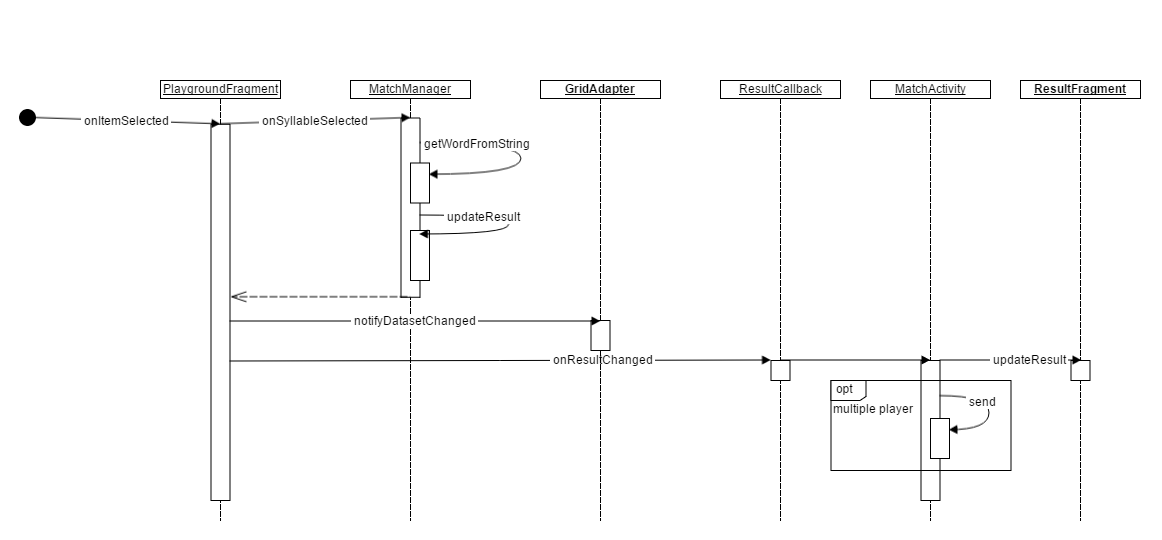 PlaygroundFragment
MatchManager
GridAdapter
ResultCallback
MatchActivity
ResultFragment
onItemSelected
onSyllableSelected
getWordFromString
updateResult
notifyDatasetChanged
onResultChanged
updateResult
opt
multiple player
send